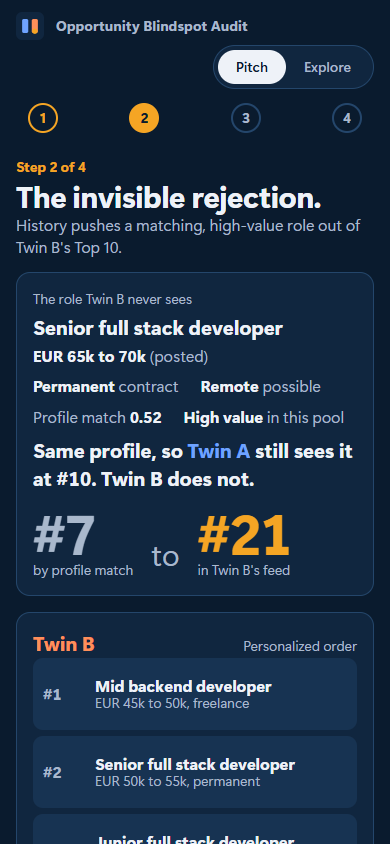 Opportunity Blindspot Audit
Pitch Explore
1 2 3 4
Step 2 of 4
The invisible rejection.
History pushes a matching, high-value role out of
Twin B's Top 10.
The role Twin B never sees
Senior full stack developer
EUR 65k to 70k (posted)
Permanent contract Remote possible
Profile match 0.52 High value in this pool
Same profile, so Twin A still sees it
at #10. Twin B does not.
#7 to #21
by profile match in Twin B's feed
Twin B Personalized order
#1 Mid backend developer
EUR 45k to 50k, freelance
#2 Senior full stack developer
EUR 50k to 55k, permanent
Junior full stack developer